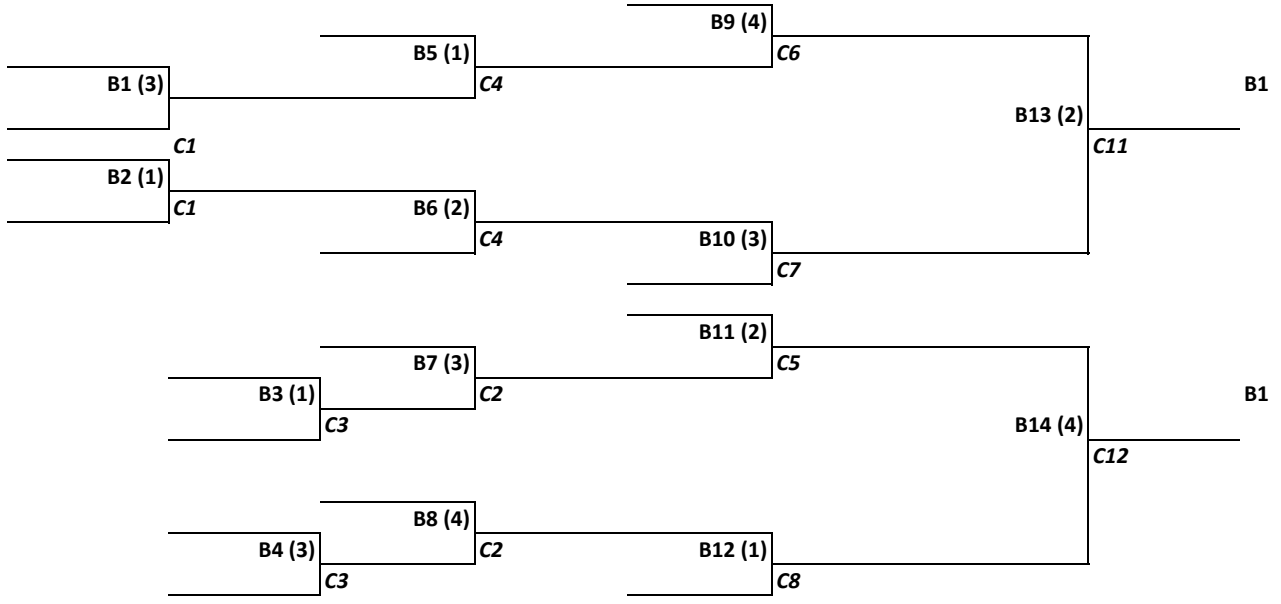 B9 (4)
B5 (1)
C6
B1 (3)
C4
B1
B13 (2)
C1
C11
B2 (1)
C1
B6 (2)
C4
B10 (3)
C7
B11 (2)
B7 (3)
C5
B3 (1)
C2
B1
C3
B14 (4)
C12
B8 (4)
B4 (3)
C2
B12 (1)
C3
C8